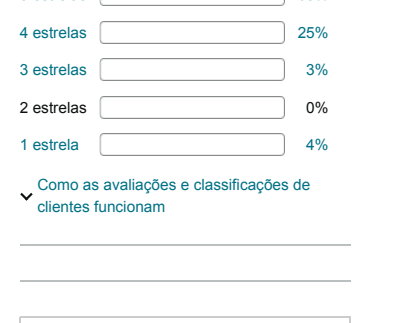 4 estrelas 25%
3 estrelas 3%
2 estrelas 0%
1 estrela 4%
Como as avaliações e classificações de
clientes funcionam